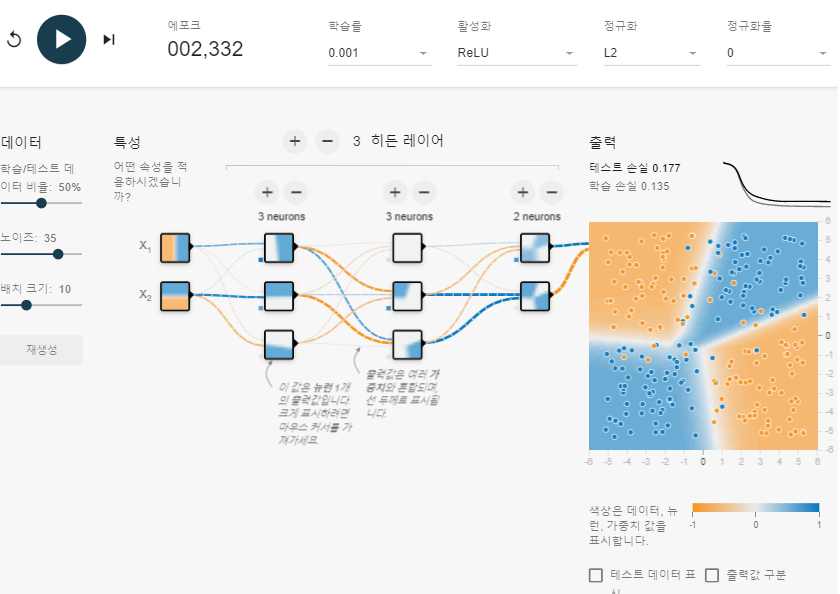 에포크
002,332
학습률
0.001
활성화
ReLU
정규화
L2
정규화율
0
데이터
학습/테스트 데
이터 비율: 50%
노이즈: 35
배치 크기: 10
재생성
특성
어떤 속성을 적
용하시겠습니
까?
X1
X2
+ − 3 히든 레이어
+ −
3 neurons
+ −
3 neurons
+ −
2 neurons
이 값은 뉴런 1개
의 출력값입니다.
크게 표시하려면
마우스 커서를 가
져가세요.
출력값은 여러 가
중치와 혼합되며,
선 두께로 표시됩
니다.
출력
테스트 손실 0.177
학습 손실 0.135
6
5
4
3
2
1
0
-1
-2
-3
-4
-5
-6
-6 -5 -4 -3 -2 -1 0 1 2 3 4 5 6
색상은 데이터, 뉴
런, 가중치 값을
표시합니다.
-1 0 1
테스트 데이터 표
시
출력값 구분